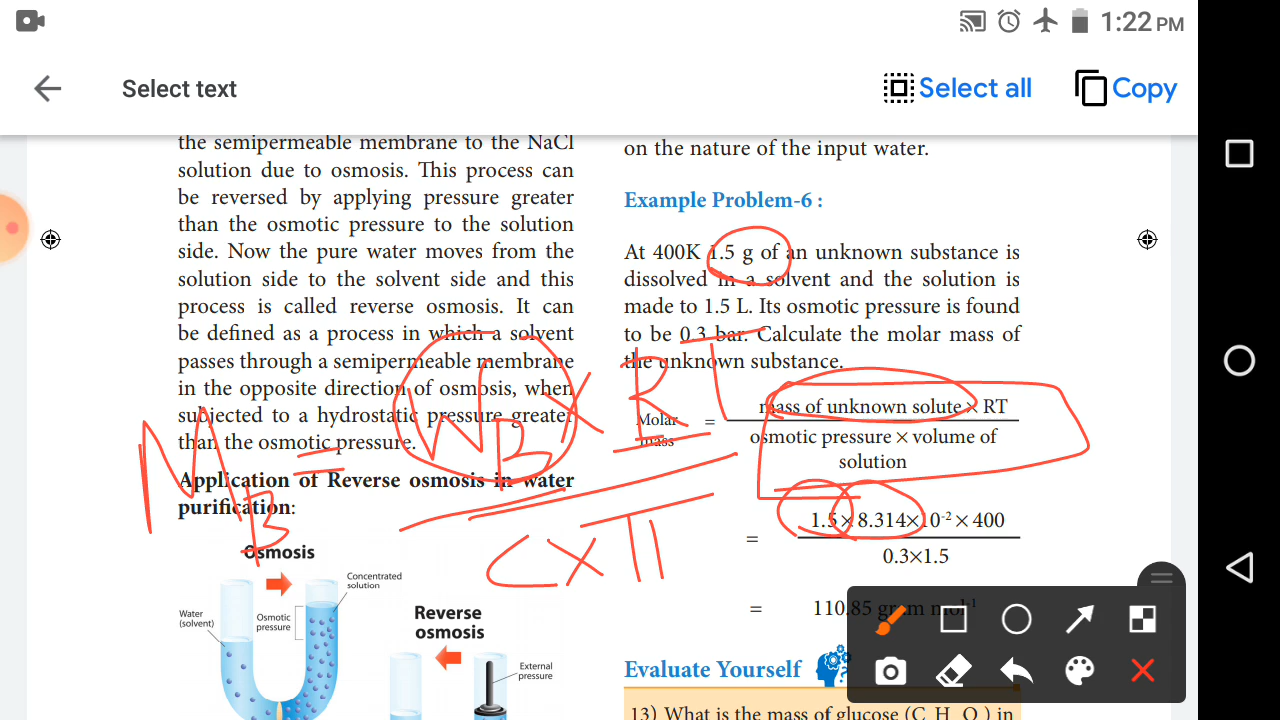 1:22 PM
Select text
Select all
Copy
the semipermeable membrane to the NaCl
solution due to osmosis. This process can
be reversed by applying pressure greater
than the osmotic pressure to the solution
side. Now the pure water moves from the
solution side to the solvent side and this
process is called reverse osmosis. It can
be defined as a process in which a solvent
passes through a semipermeable membrane
in the opposite direction of osmosis, when
subjected to a hydrostatic pressure greater
than the osmotic pressure.
Application of Reverse osmosis in water
purification:
Osmosis
Water
(solvent)
Osmotic
pressure
Concentrated
solution
Reverse
osmosis
External
pressure
on the nature of the input water.
Example Problem-6 :
At 400K 1.5 g of an unknown substance is
dissolved in a solvent and the solution is
made to 1.5 L. Its osmotic pressure is found
to be 0.3 bar. Calculate the molar mass of
the unknown substance.
Molar mass = mass of unknown solute × RT
osmotic pressure × volume of
solution
= 1.5×8.314×10⁻² × 400
0.3×1.5
= 110.85 gram mol⁻¹
Evaluate Yourself
13) What is the mass of glucose (C H O ) in
M_B = W_B × RT
C × π